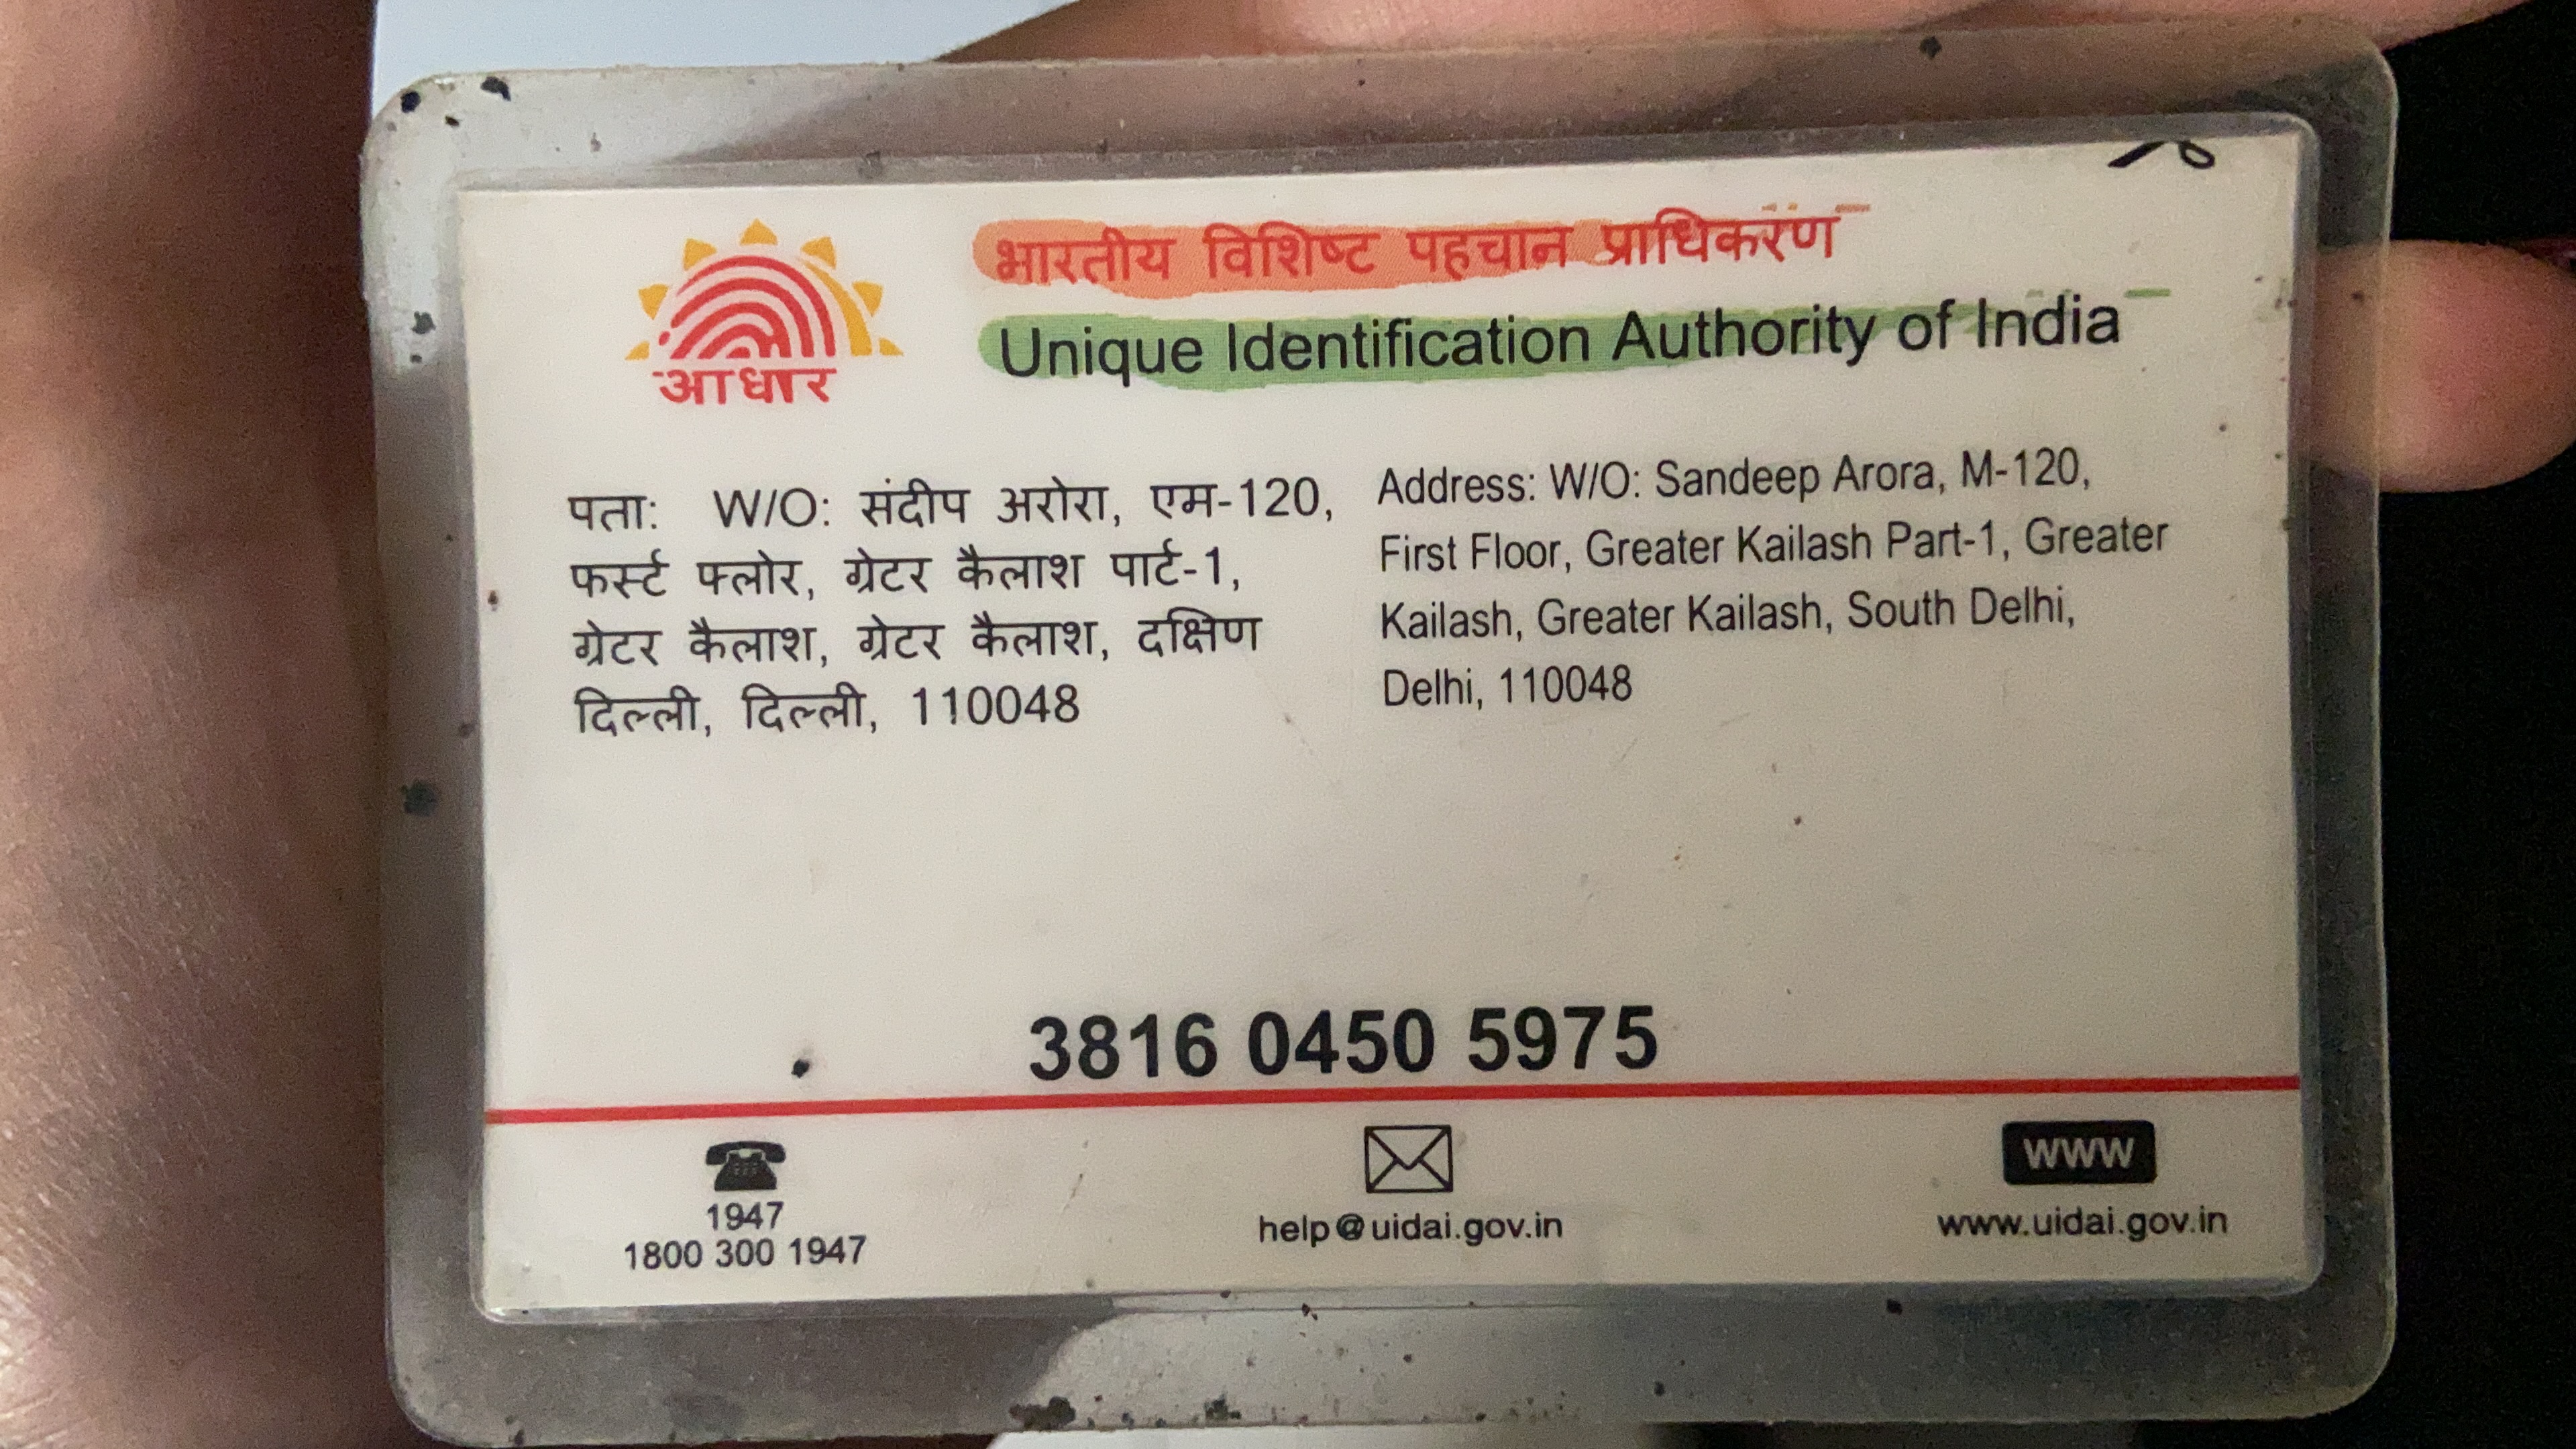 भारतीय विशिष्ट पहचान प्राधिकरण
Unique Identification Authority of India
आधार
पता: W/O: संदीप अरोरा, एम-120,
फर्स्ट फ्लोर, ग्रेटर कैलाश पार्ट-1,
ग्रेटर कैलाश, ग्रेटर कैलाश, दक्षिण
दिल्ली, दिल्ली, 110048
Address: W/O: Sandeep Arora, M-120,
First Floor, Greater Kailash Part-1, Greater
Kailash, Greater Kailash, South Delhi,
Delhi, 110048
3816 0450 5975
1947
1800 300 1947
help@uidai.gov.in
WWW
www.uidai.gov.in